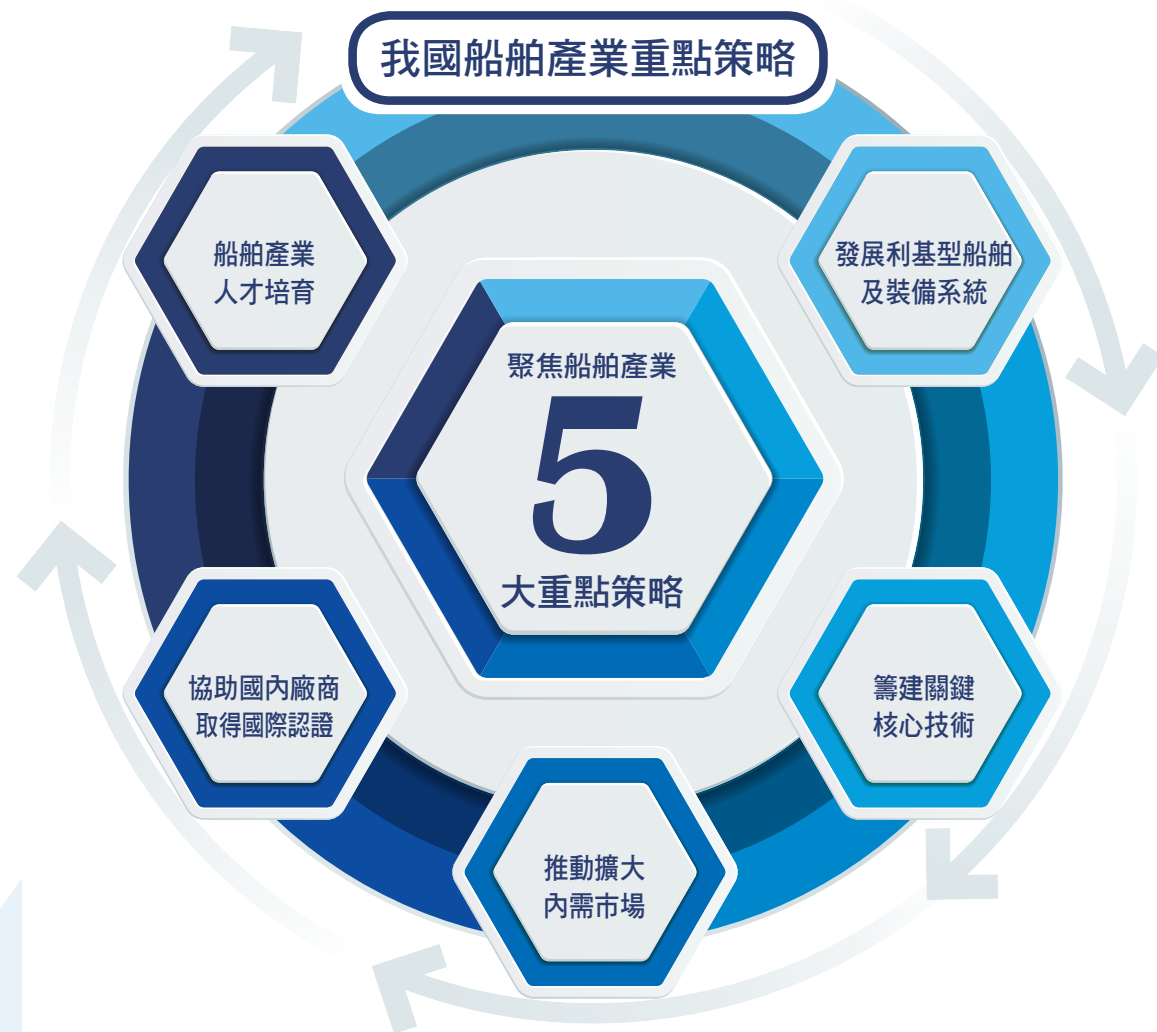 我國船舶產業重點策略
船舶產業
人才培育
發展利基型船舶
及裝備系統
聚焦船舶產業
5
大重點策略
協助國內廠商
取得國際認證
籌建關鍵
核心技術
推動擴大
內需市場